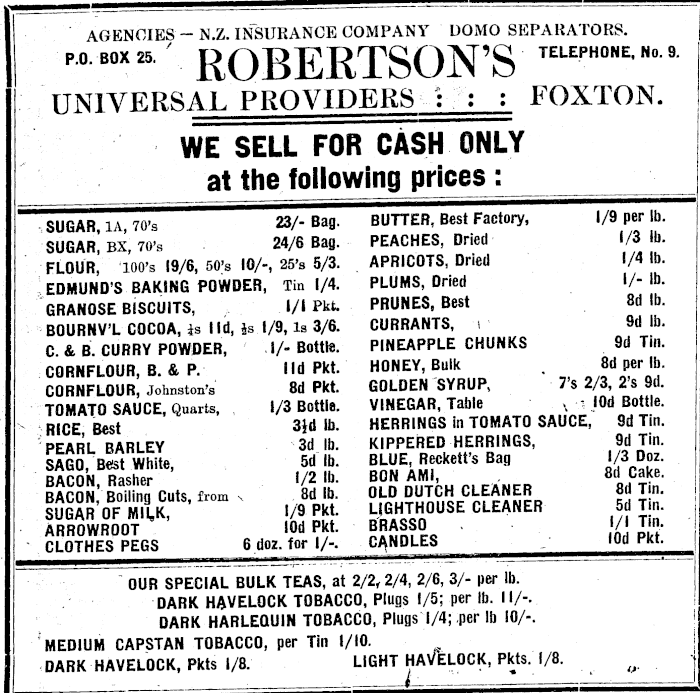 AGENCIES — N.Z. INSURANCE COMPANY DOMO SEPARATORS.
P.O. BOX 25. ROBERTSON'S TELEPHONE, No. 9.
UNIVERSAL PROVIDERS : : : FOXTON.
WE SELL FOR CASH ONLY
at the following prices :
SUGAR, 1A, 70's 23/- Bag.
SUGAR, BX, 70's 24/6 Bag.
FLOUR, 100's 19/6, 50's 10/-, 25's 5/3.
EDMUND'S BAKING POWDER, Tin 1/4.
GRANOSE BISCUITS, 1/1 Pkt.
BOURNV'L COCOA, ¼s 11d, ½s 1/9, 1s 3/6.
C. & B. CURRY POWDER, 1/- Bottle.
CORNFLOUR, B. & P. 11d Pkt.
CORNFLOUR, Johnston's 8d Pkt.
TOMATO SAUCE, Quarts, 1/3 Bottle.
RICE, Best 3½d lb.
PEARL BARLEY 3d lb.
SAGO, Best White, 5d lb.
BACON, Rasher 1/2 lb.
BACON, Boiling Cuts, from 8d lb.
SUGAR OF MILK, 1/9 Pkt.
ARROWROOT 10d Pkt.
CLOTHES PEGS 6 doz. for 1/-.
BUTTER, Best Factory, 1/9 per lb.
PEACHES, Dried 1/3 lb.
APRICOTS, Dried 1/4 lb.
PLUMS, Dried 1/- lb.
PRUNES, Best 8d lb.
CURRANTS, 9d lb.
PINEAPPLE CHUNKS 9d Tin.
HONEY, Bulk 8d per lb.
GOLDEN SYRUP, 7's 2/3, 2's 9d.
VINEGAR, Table 10d Bottle.
HERRINGS in TOMATO SAUCE, 9d Tin.
KIPPERED HERRINGS, 9d Tin.
BLUE, Reckett's Bag 1/3 Doz.
BON AMI, 8d Cake.
OLD DUTCH CLEANER 8d Tin.
LIGHTHOUSE CLEANER 5d Tin.
BRASSO 1/1 Tin.
CANDLES 10d Pkt.
OUR SPECIAL BULK TEAS, at 2/2, 2/4, 2/6, 3/- per lb.
DARK HAVELOCK TOBACCO, Plugs 1/5; per lb. 11/-.
DARK HARLEQUIN TOBACCO, Plugs 1/4; per lb 10/-.
MEDIUM CAPSTAN TOBACCO, per Tin 1/10.
DARK HAVELOCK, Pkts 1/8. LIGHT HAVELOCK, Pkts. 1/8.